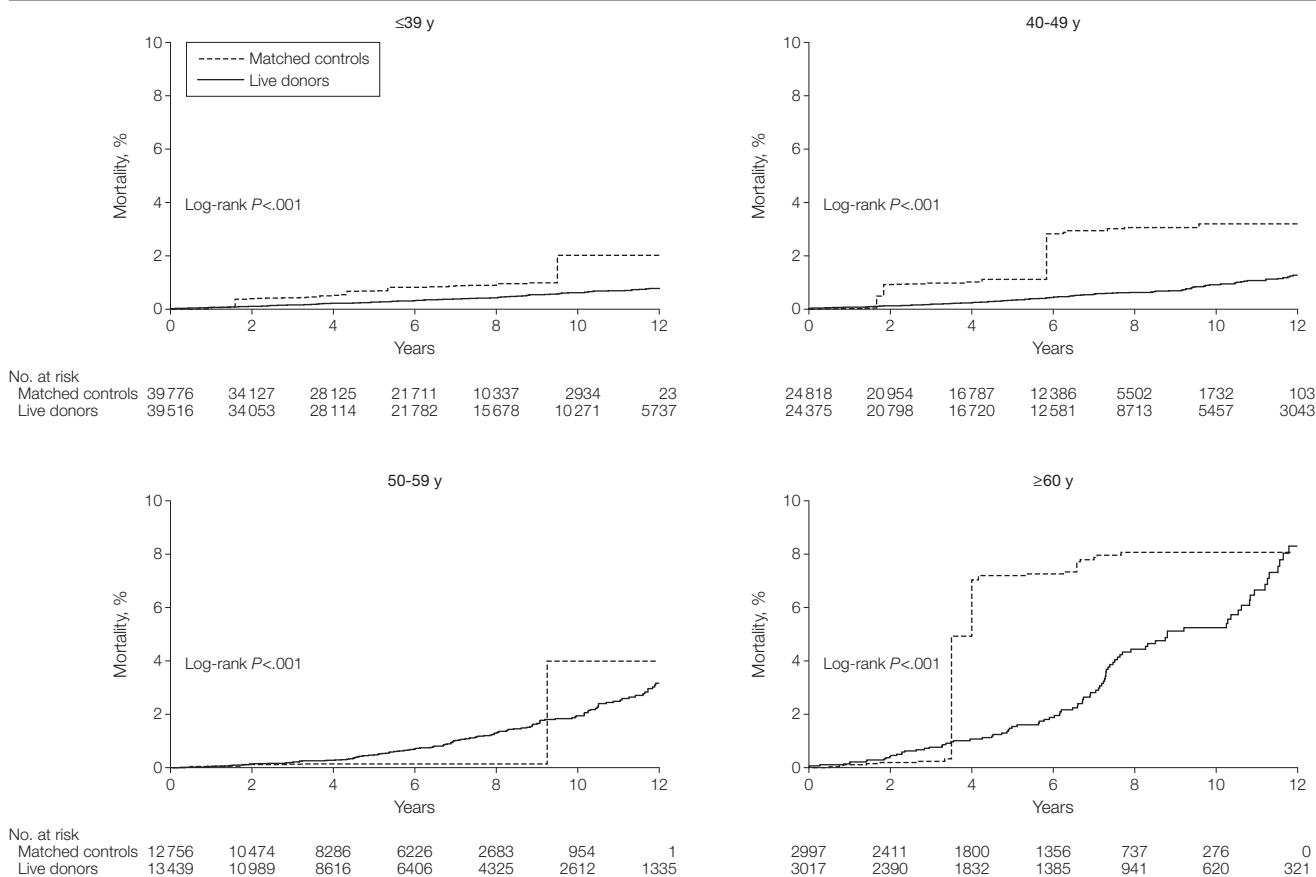 ≤39 y
10
8
6
4
2
0
Mortality, %
Matched controls
Live donors
Log-rank P<.001
0 2 4 6 8 10 12
Years
No. at risk
Matched controls 39776 34127 28125 21711 10337 2934 23
Live donors 39516 34053 28114 21782 15678 10271 5737
40-49 y
10
8
6
4
2
0
Mortality, %
Log-rank P<.001
0 2 4 6 8 10 12
Years
24818 20954 16787 12386 5502 1732 103
24375 20798 16720 12581 8713 5457 3043
50-59 y
10
8
6
4
2
0
Mortality, %
Log-rank P<.001
0 2 4 6 8 10 12
Years
No. at risk
Matched controls 12756 10474 8286 6226 2683 954 1
Live donors 13439 10989 8616 6406 4325 2612 1335
≥60 y
10
8
6
4
2
0
Mortality, %
Log-rank P<.001
0 2 4 6 8 10 12
Years
2997 2411 1800 1356 737 276 0
3017 2390 1832 1385 941 620 321